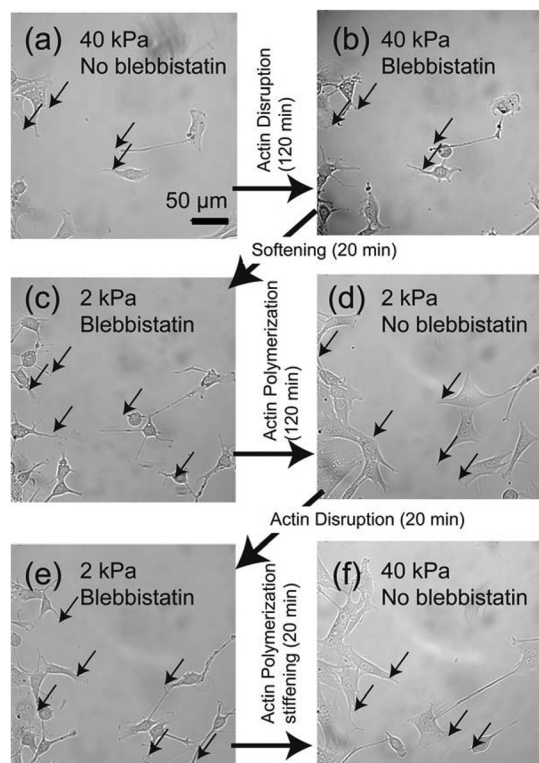 (a) 40 kPa
No blebbistatin
50 µm
Actin Disruption
(120 min)
(b) 40 kPa
Blebbistatin
Softening (20 min)
(c) 2 kPa
Blebbistatin
Actin Polymerization
(120 min)
(d) 2 kPa
No blebbistatin
Actin Disruption (20 min)
(e) 2 kPa
Blebbistatin
Actin Polymerization
stiffening (20 min)
(f) 40 kPa
No blebbistatin